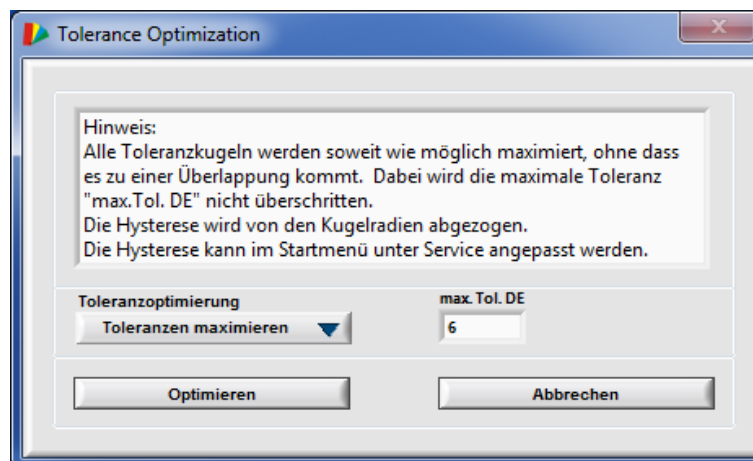 Tolerance Optimization
X
Hinweis:
Alle Toleranzkugeln werden soweit wie möglich maximiert, ohne dass
es zu einer Überlappung kommt.  Dabei wird die maximale Toleranz
"max.Tol. DE" nicht überschritten.
Die Hysterese wird von den Kugelradien abgezogen.
Die Hysterese kann im Startmenü unter Service angepasst werden.
Toleranzoptimierung
max. Tol. DE
Toleranzen maximieren
6
Optimieren
Abbrechen